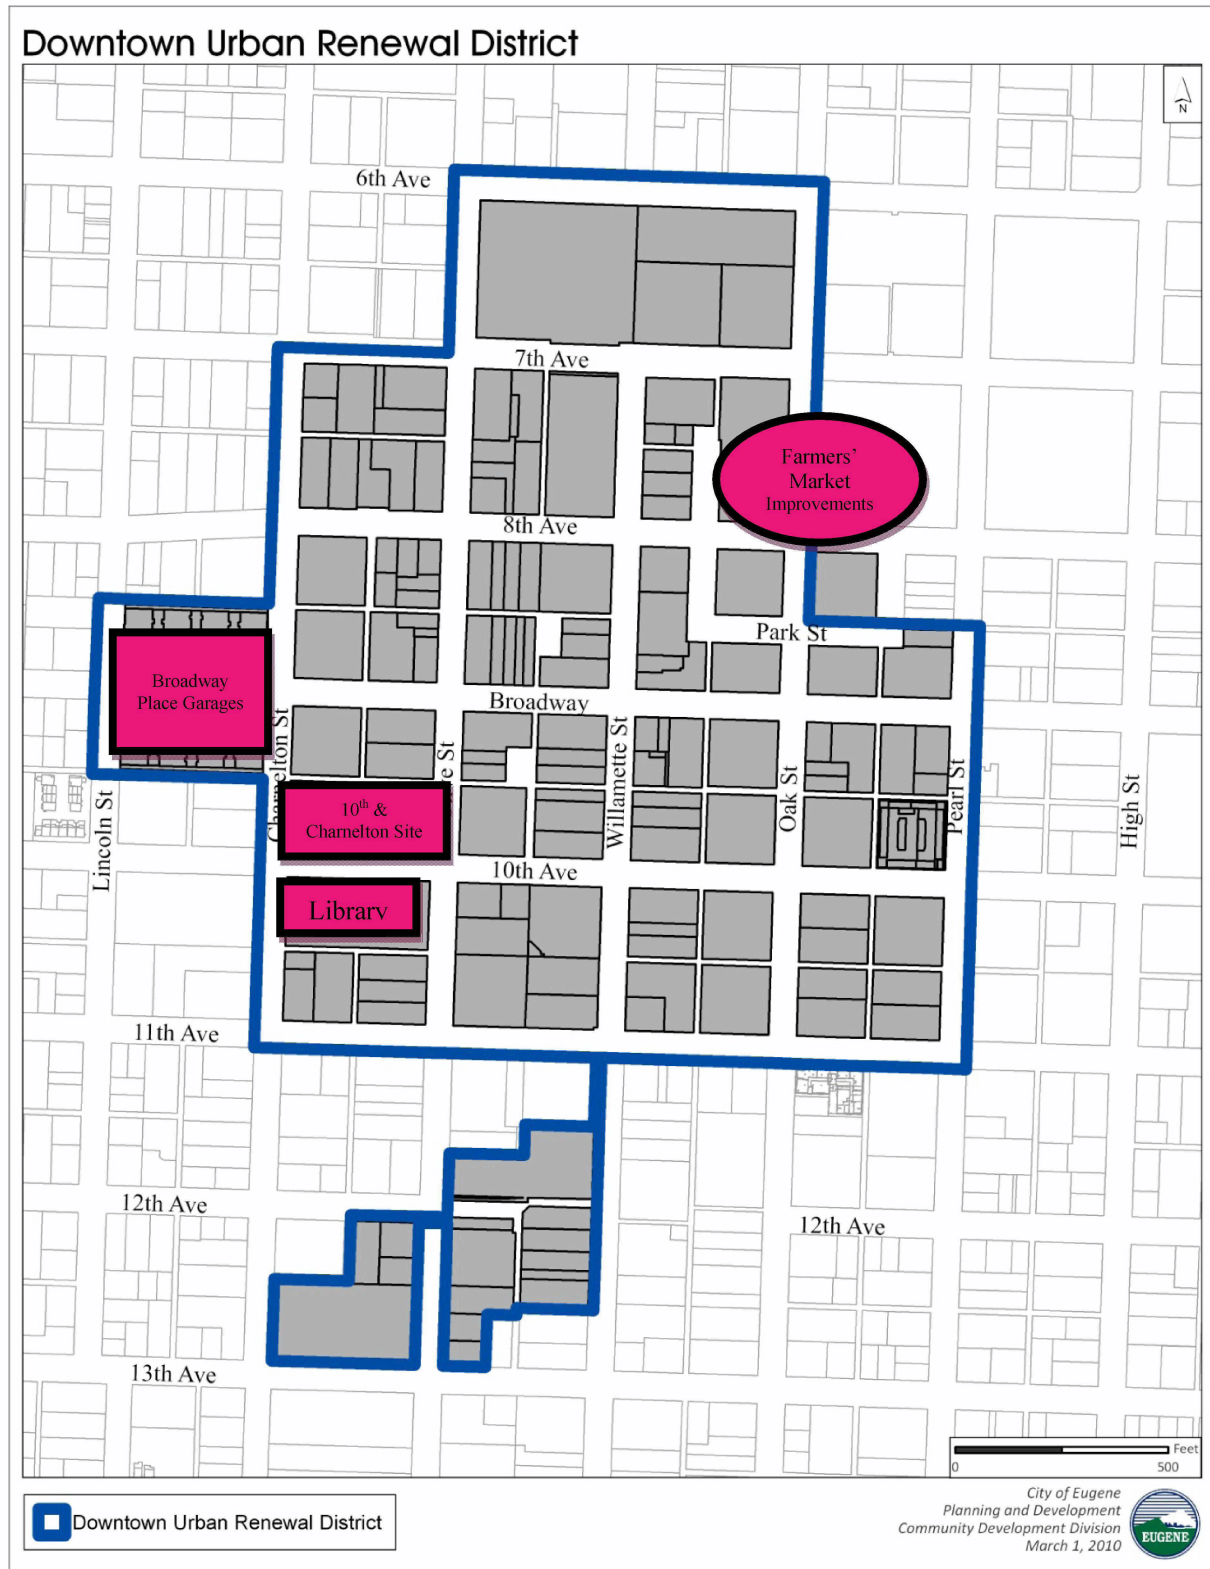 Downtown Urban Renewal District
N
6th Ave
7th Ave
Farmers'
Market
Improvements
8th Ave
Park St
Broadway
Place Garages
Broadway
Charnelton St
Willamette St
Oak St
Pearl St
High St
Lincoln St
10th &
Charnelton Site
10th Ave
Library
11th Ave
12th Ave
12th Ave
13th Ave
Feet
0 500
Downtown Urban Renewal District
City of Eugene
Planning and Development
Community Development Division
March 1, 2010
EUGENE